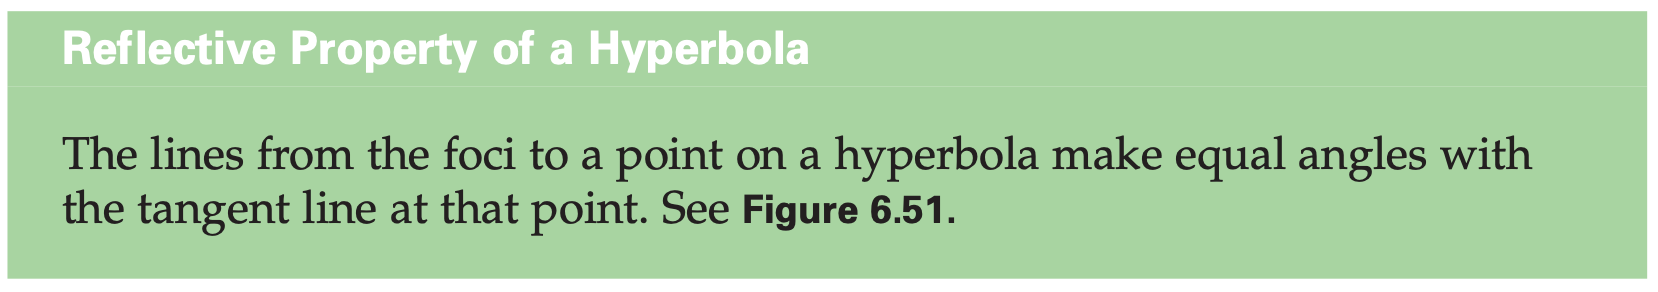 Reflective Property of a Hyperbola
The lines from the foci to a point on a hyperbola make equal angles with
the tangent line at that point. See Figure 6.51.